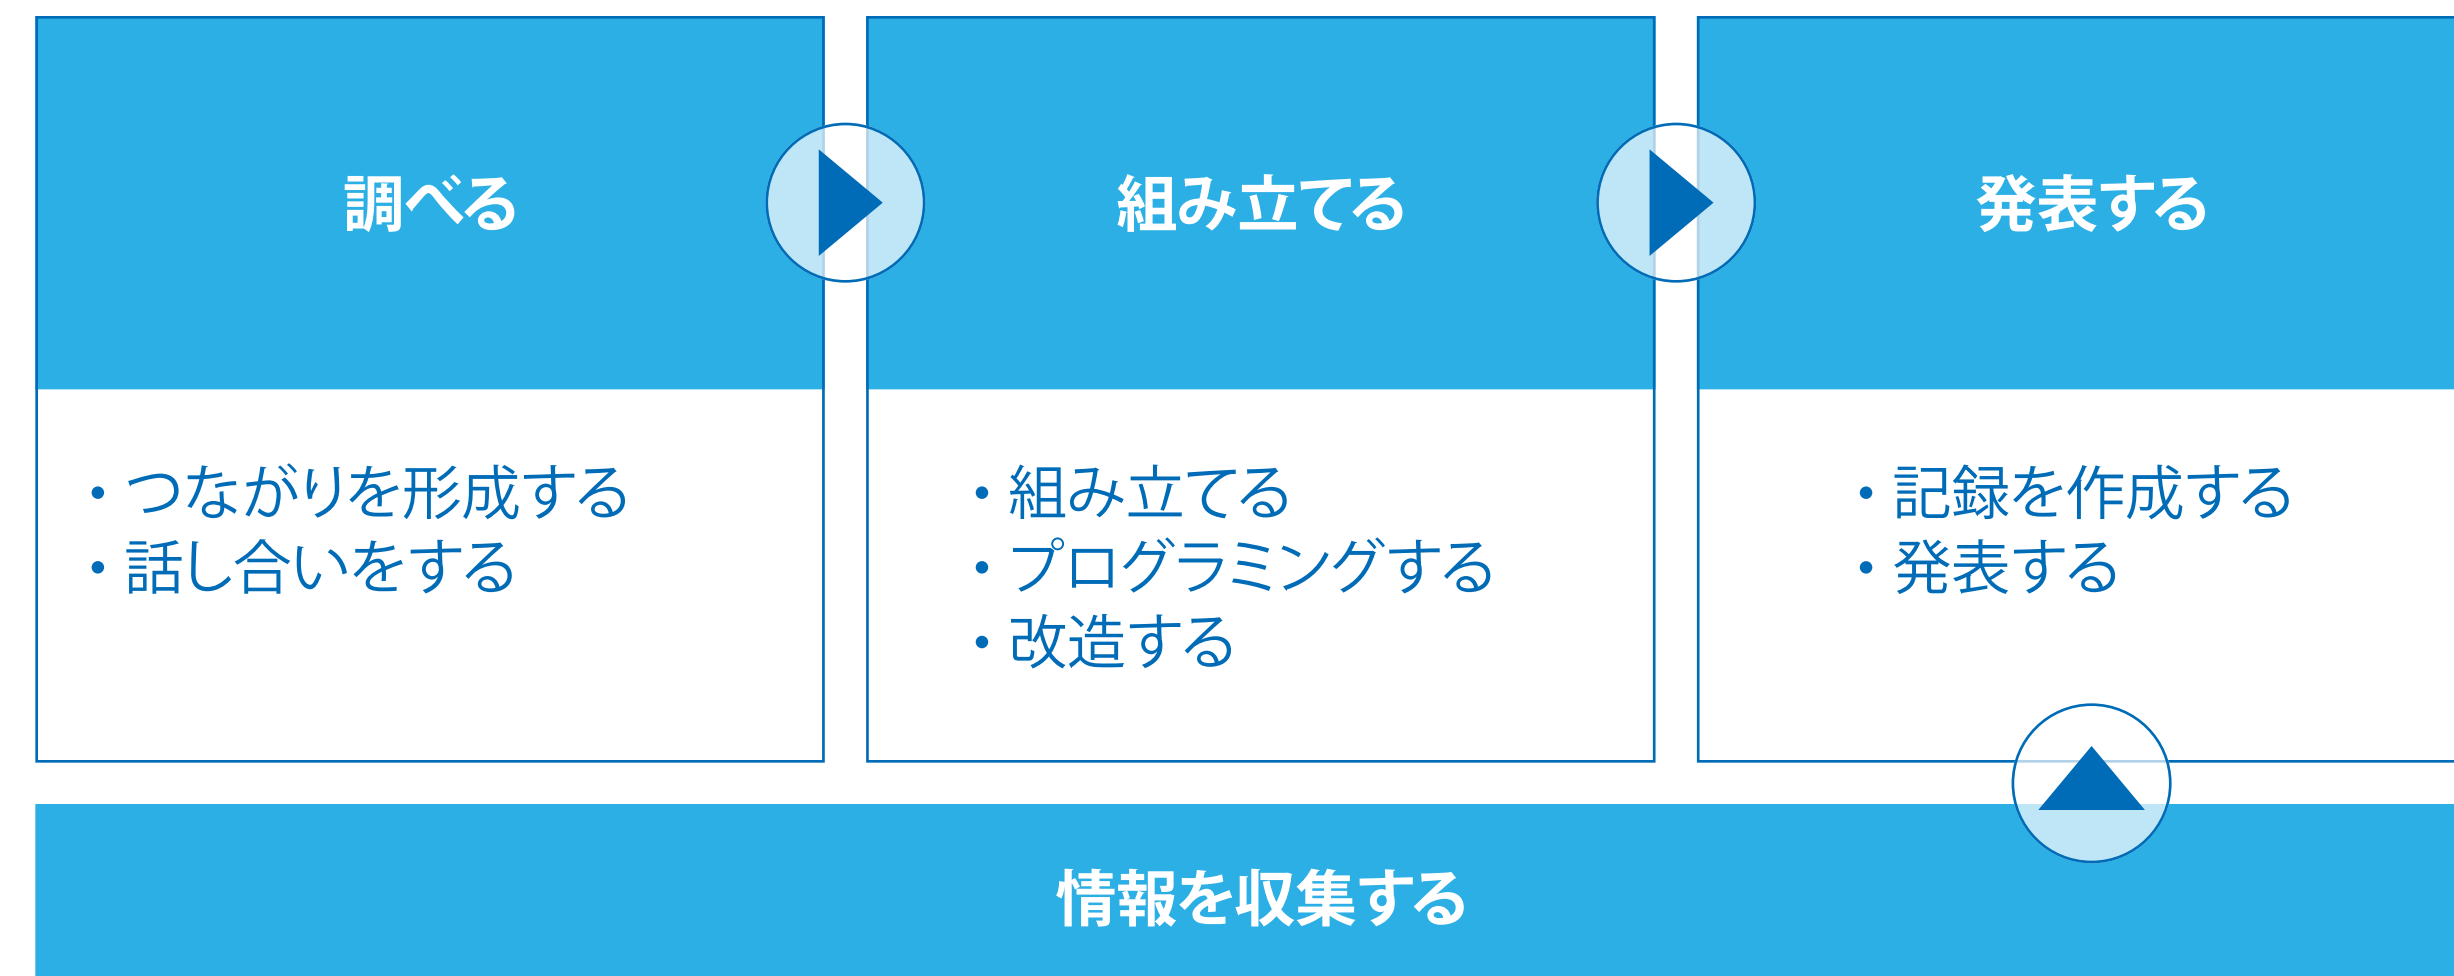 調べる
組み立てる
発表する
• つながりを形成する
• 話し合いをする
• 組み立てる
• プログラミングする
• 改造する
• 記録を作成する
• 発表する
情報を収集する